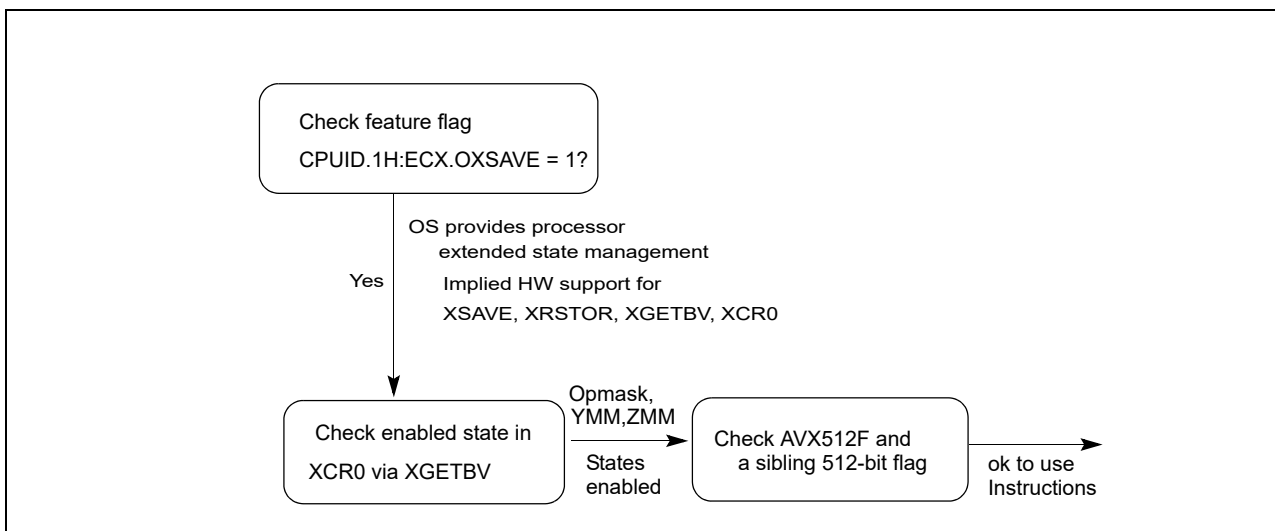 Check feature flag
CPUID.1H:ECX.OXSAVE = 1?
OS provides processor
extended state management
Yes
Implied HW support for
XSAVE, XRSTOR, XGETBV, XCR0
Check enabled state in
XCR0 via XGETBV
Opmask,
YMM,ZMM
States
enabled
Check AVX512F and
a sibling 512-bit flag
ok to use
Instructions